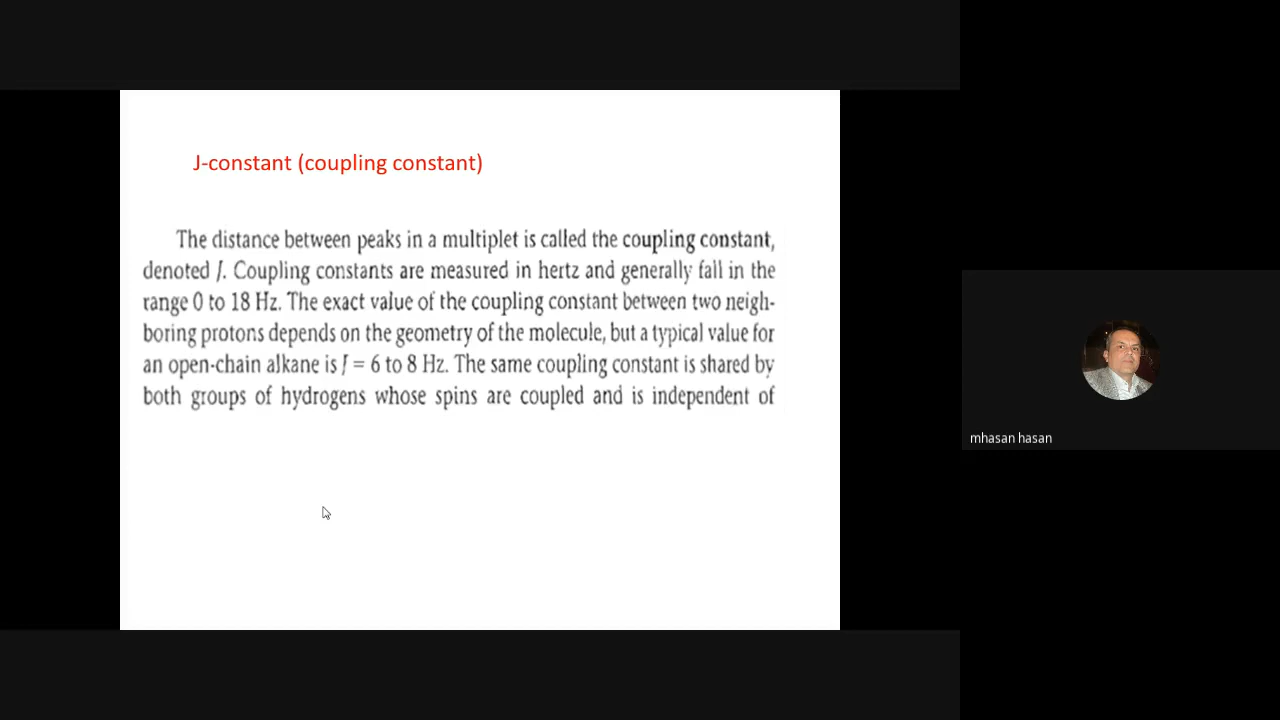 J-constant (coupling constant)
The distance between peaks in a multiplet is called the coupling constant,
denoted J. Coupling constants are measured in hertz and generally fall in the
range 0 to 18 Hz. The exact value of the coupling constant between two neigh-
boring protons depends on the geometry of the molecule, but a typical value for
an open-chain alkane is J = 6 to 8 Hz. The same coupling constant is shared by
both groups of hydrogens whose spins are coupled and is independent of
mhasan hasan